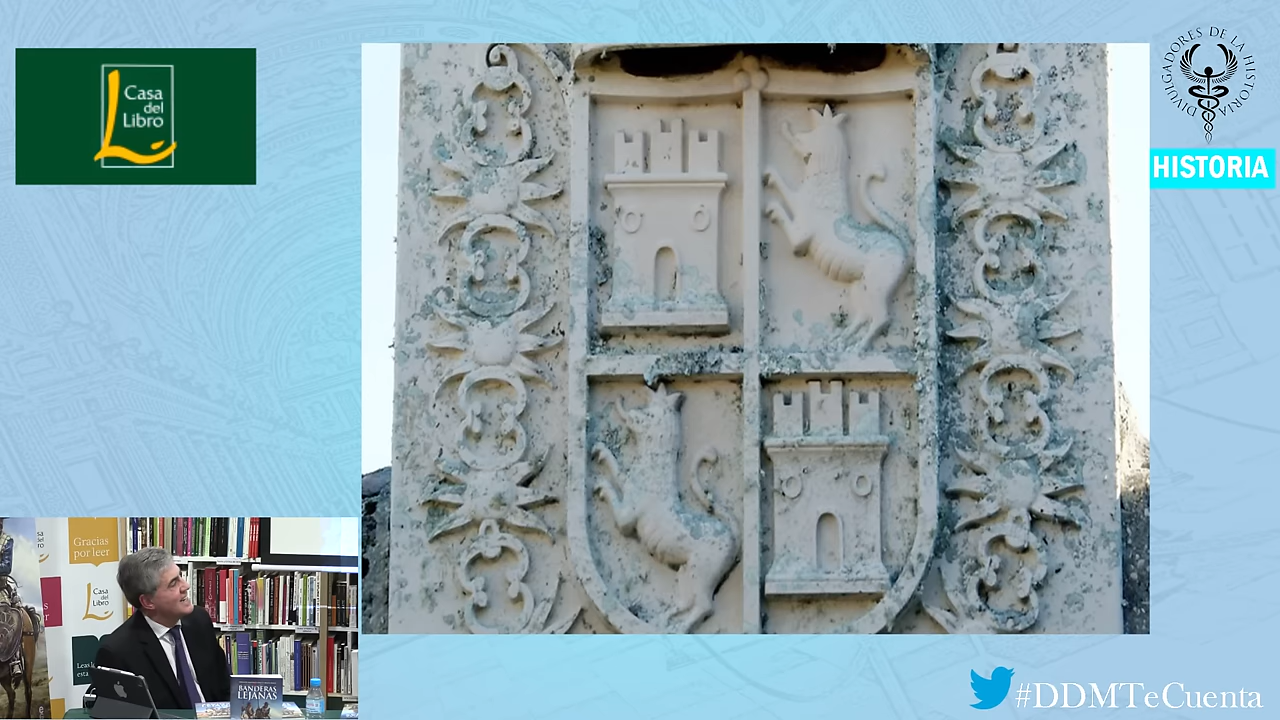 Casa
del
Libro
DIVULGADORES DE LA HISTORIA
HISTORIA
Gracias
por leer
Casa
del
Libro
BANDERAS
LEJANAS
#DDMTeCuenta